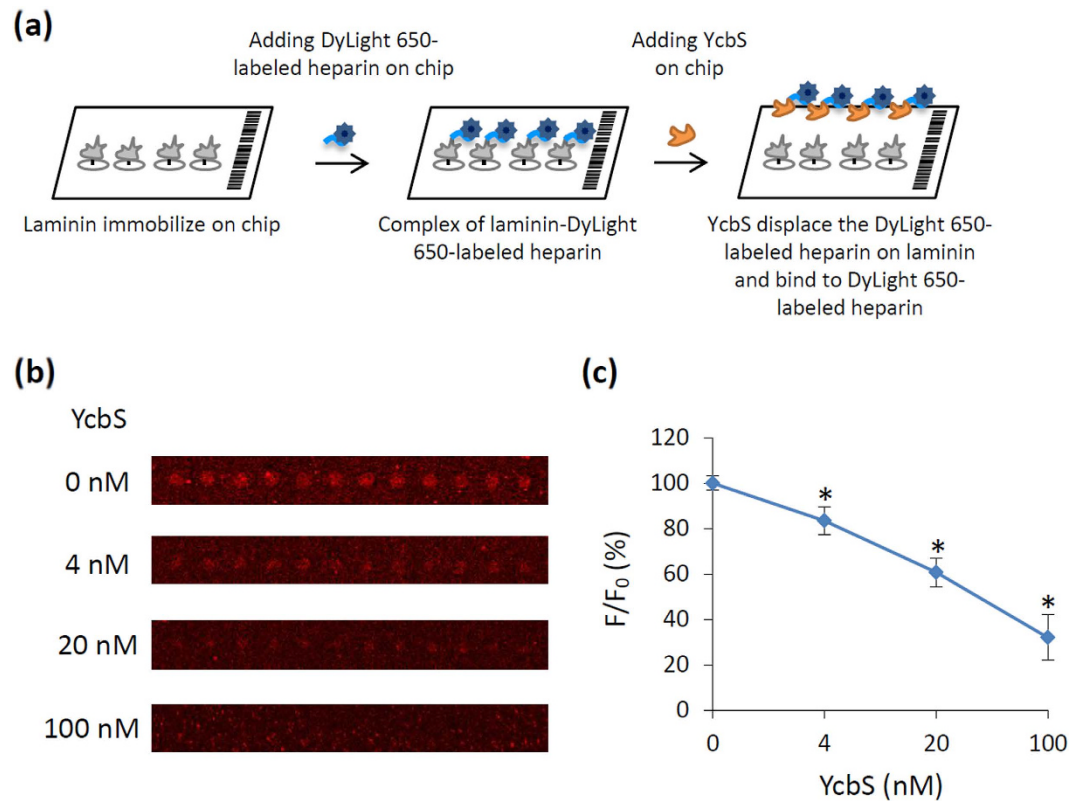 (a)
Adding DyLight 650-
labeled heparin on chip
Adding YcbS
on chip
Laminin immobilize on chip
Complex of laminin-DyLight
650-labeled heparin
YcbS displace the DyLight 650-
labeled heparin on laminin
and bind to DyLight 650-
labeled heparin
(b)
YcbS
0 nM
4 nM
20 nM
100 nM
(c)
F/F0 (%)
120
100
80
60
40
20
0
*
*
*
0
4
20
100
YcbS (nM)